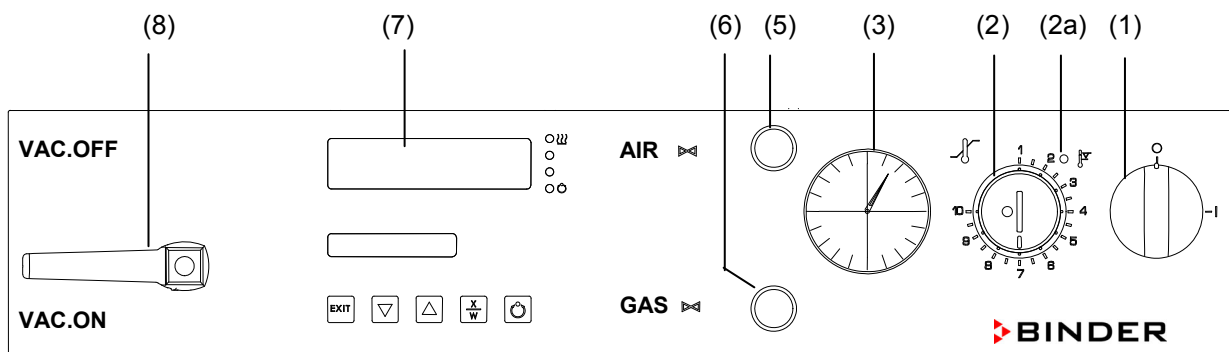 (8) (7) (6) (5) (3) (2) (2a) (1)
VAC.OFF
AIR
1
2
3
4
5
6
7
8
9
10
O
I
VAC.ON
EXIT
X
W
GAS
BINDER